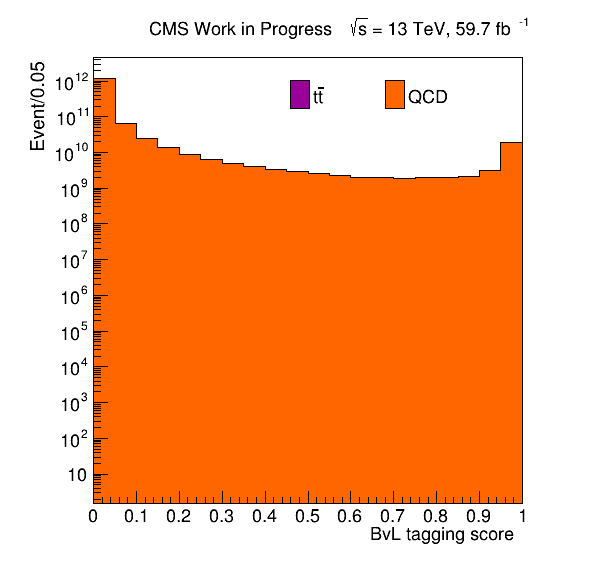 CMS Work in Progress √s = 13 TeV, 59.7 fb⁻¹
Event/0.05
tt̅
QCD
10¹²
10¹¹
10¹⁰
10⁹
10⁸
10⁷
10⁶
10⁵
10⁴
10³
10²
10
0 0.1 0.2 0.3 0.4 0.5 0.6 0.7 0.8 0.9 1
BvL tagging score